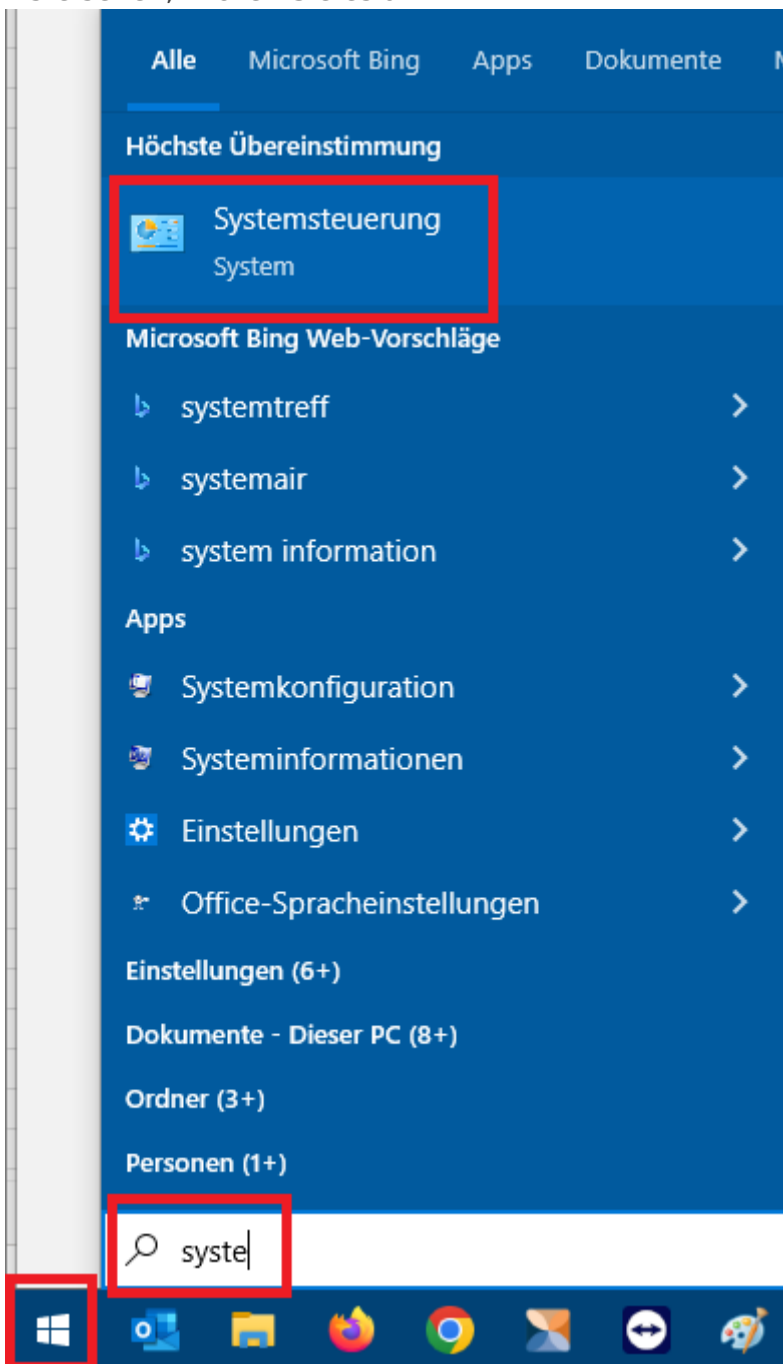 Alle Microsoft Bing Apps Dokumente
Höchste Übereinstimmung
Systemsteuerung
System
Microsoft Bing Web-Vorschläge
systemtreff
systemair
system information
Apps
Systemkonfiguration
Systeminformationen
Einstellungen
Office-Spracheinstellungen
Einstellungen (6+)
Dokumente - Dieser PC (8+)
Ordner (3+)
Personen (1+)
syste